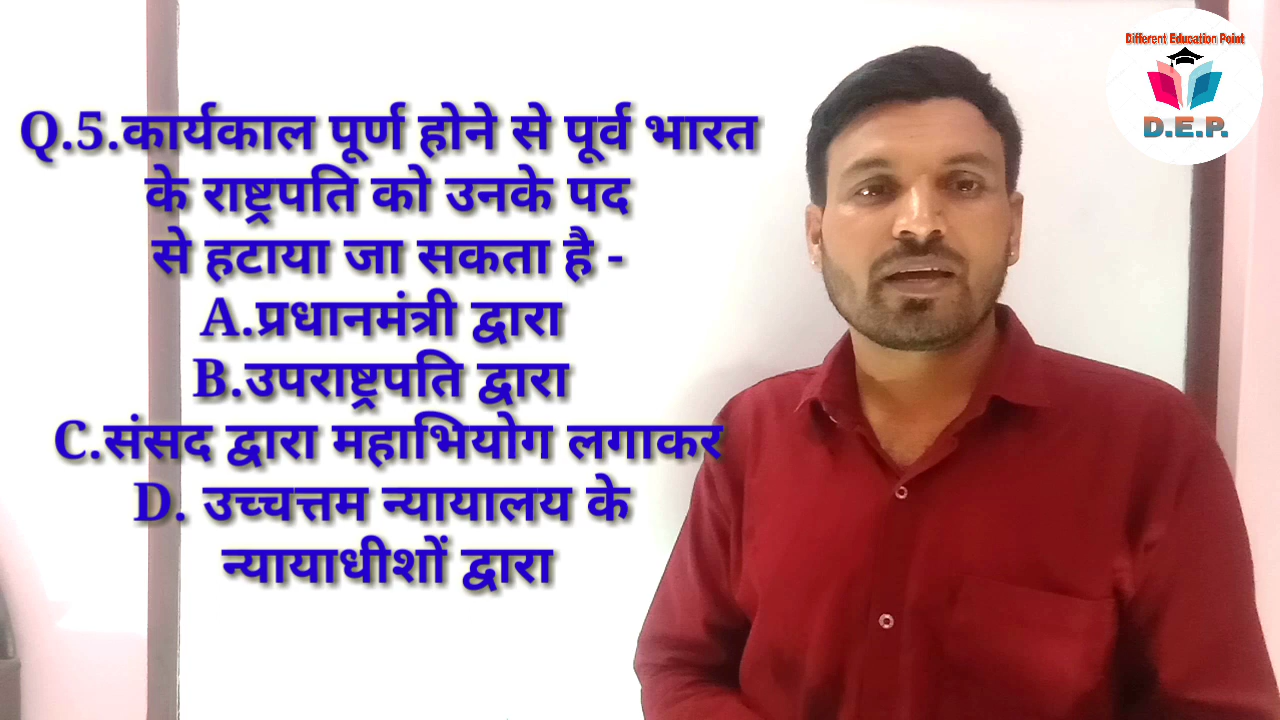 Different Education Point
D.E.P.
Q.5.कार्यकाल पूर्ण होने से पूर्व भारत
के राष्ट्रपति को उनके पद
से हटाया जा सकता है -
A.प्रधानमंत्री द्वारा
B.उपराष्ट्रपति द्वारा
C.संसद द्वारा महाभियोग लगाकर
D. उच्चत्तम न्यायालय के
न्यायाधीशों द्वारा